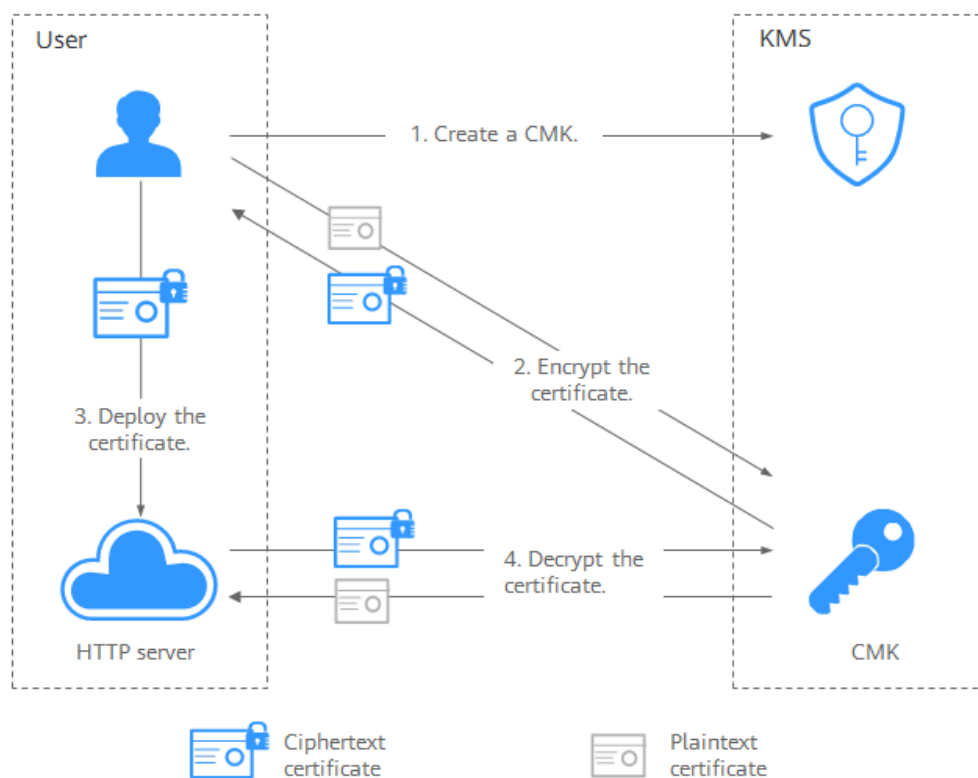 User
KMS
1. Create a CMK.
2. Encrypt the
certificate.
3. Deploy the
certificate.
4. Decrypt the
certificate.
HTTP server
CMK
Ciphertext
certificate
Plaintext
certificate